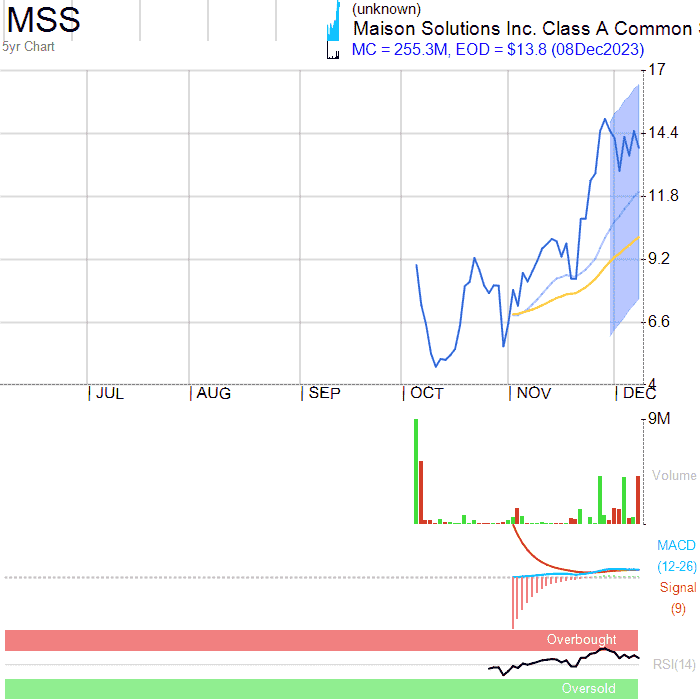 MSS
5yr Chart
(unknown)
Maison Solutions Inc. Class A Common
MC = 255.3M, EOD = $13.8 (08Dec2023)
17
14.4
11.8
9.2
6.6
4
JUL AUG SEP OCT NOV DEC
9M
Volume
MACD
(12-26)
Signal
(9)
Overbought
RSI(14)
Oversold